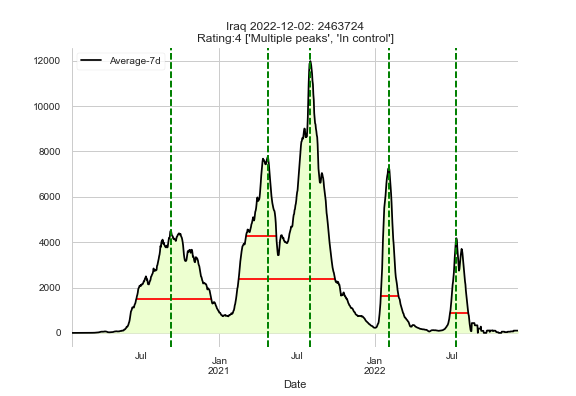 Iraq 2022-12-02: 2463724
Rating:4 ['Multiple peaks', 'In control']
Average-7d
12000
10000
8000
6000
4000
2000
0
Jul
Jan
2021
Jul
Jan
2022
Jul
Date